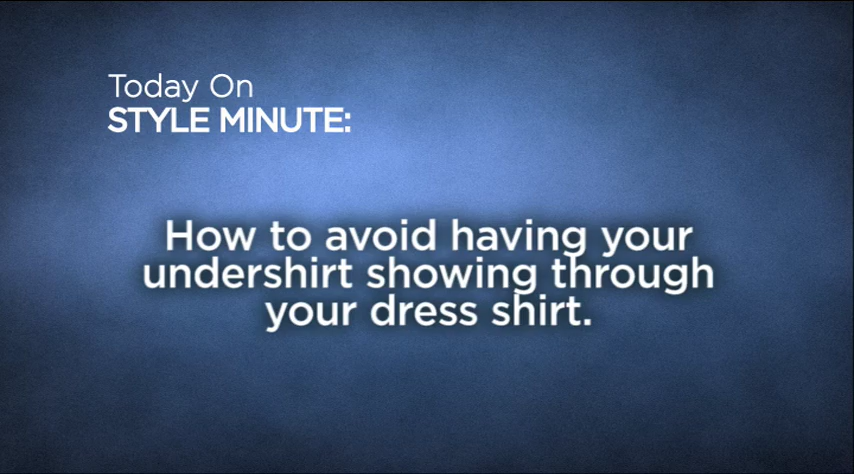 Today On
STYLE MINUTE:
How to avoid having your
undershirt showing through
your dress shirt.